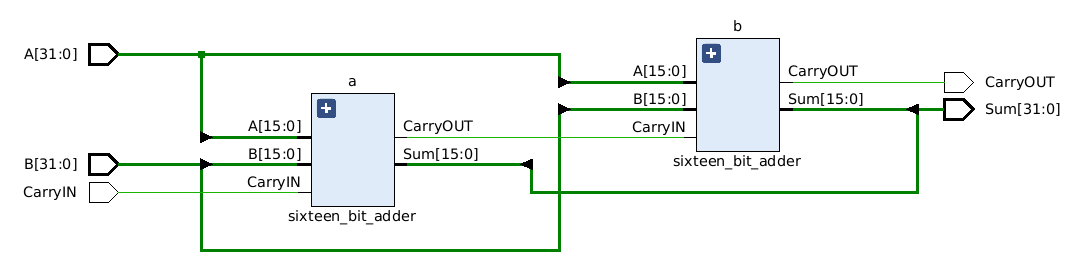 A[31:0]
B[31:0]
CarryIN
a
A[15:0]
B[15:0]
CarryIN
CarryOUT
Sum[15:0]
sixteen_bit_adder
b
A[15:0]
B[15:0]
CarryIN
CarryOUT
Sum[15:0]
sixteen_bit_adder
CarryOUT
Sum[31:0]